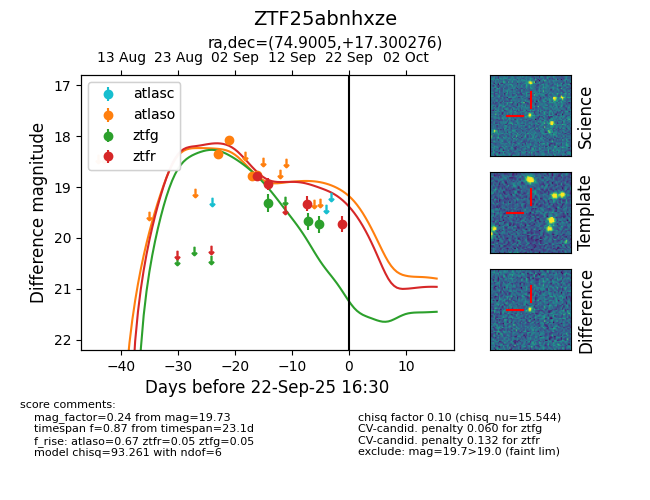 ZTF25abnhxze
ra,dec=(74.9005,+17.300276)
13 Aug 23 Aug 02 Sep 12 Sep 22 Sep 02 Oct
17
18
19
20
21
22
Difference magnitude
atlasc
atlaso
ztfg
ztfr
−40 −30 −20 −10 0 10
Days before 22-Sep-25 16:30
Science
Template
Difference
score comments:
mag_factor=0.24 from mag=19.73
timespan f=0.87 from timespan=23.1d
f_rise: atlaso=0.67 ztfr=0.05 ztfg=0.05
model chisq=93.261 with ndof=6
chisq factor 0.10 (chisq_nu=15.544)
CV-candid. penalty 0.060 for ztfg
CV-candid. penalty 0.132 for ztfr
exclude: mag=19.7>19.0 (faint lim)